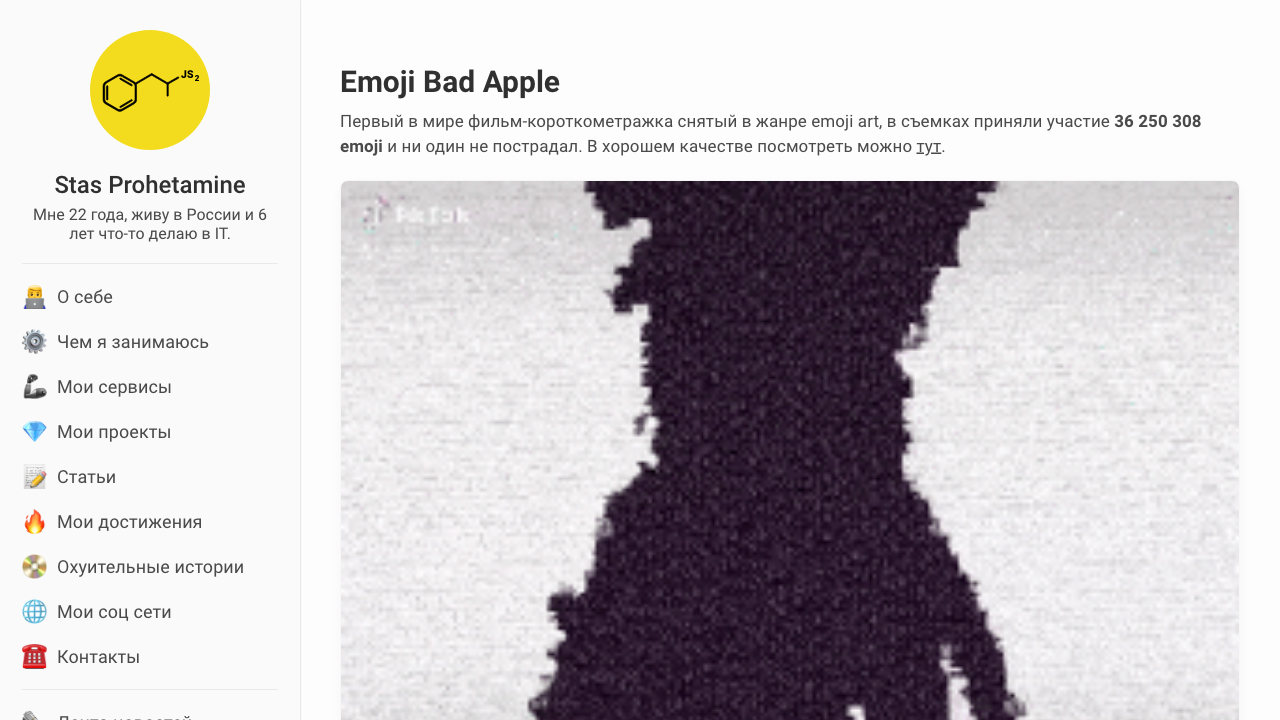 JS2
Stas Prohetamine
Мне 22 года, живу в России и 6
лет что-то делаю в IT.
О себе
Чем я занимаюсь
Мои сервисы
Мои проекты
Статьи
Мои достижения
Охуительные истории
Мои соц сети
Контакты
Лента новостей
Emoji Bad Apple
Первый в мире фильм-короткометражка снятый в жанре emoji art, в съемках приняли участие 36 250 308
emoji и ни один не пострадал. В хорошем качестве посмотреть можно тут.
TikTok